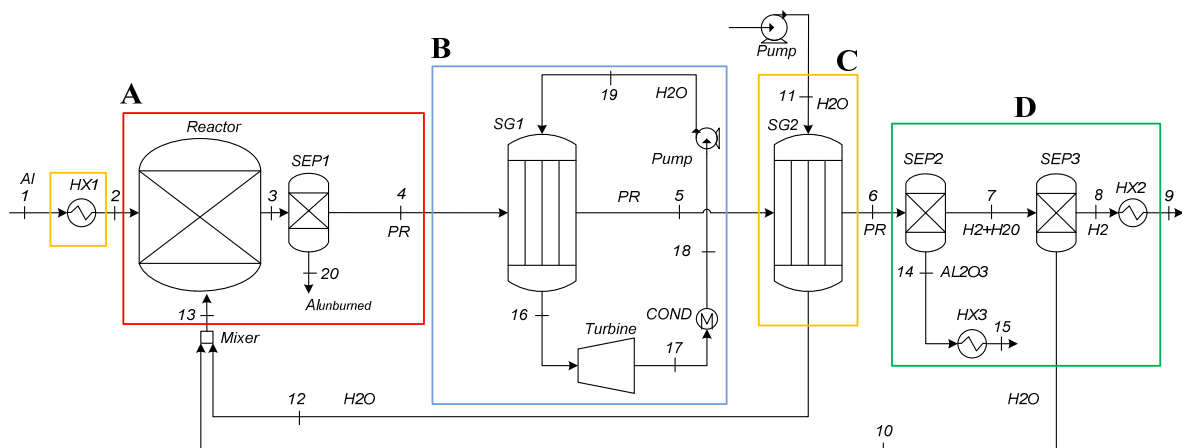 Pump
B
C
A
19
H2O
11
H2O
D
Reactor
SG1
SG2
Pump
SEP2
SEP3
Al
HX1
SEP1
HX2
1
2
3
4
PR
5
PR
6
PR
7
H2+H20
8
H2
9
18
20
Alunburned
14
AL2O3
13
Mixer
16
Turbine
COND
HX3
15
17
12
H2O
H2O
10